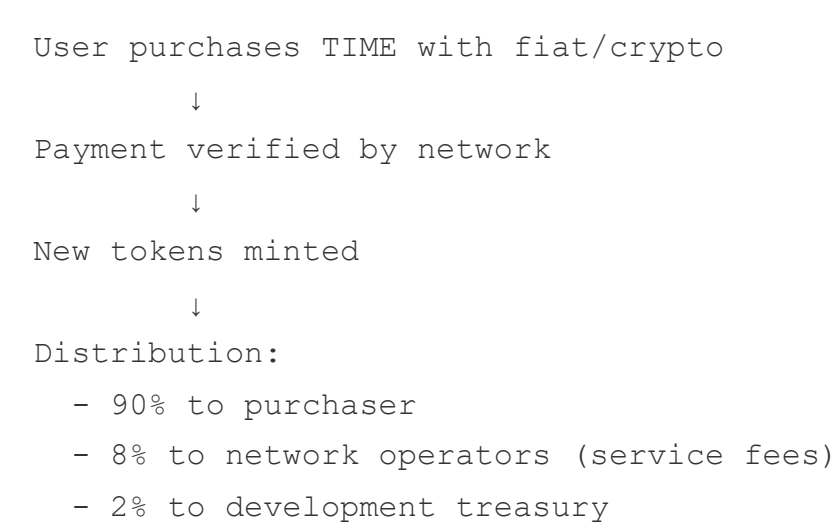 User purchases TIME with fiat/crypto
↓
Payment verified by network
↓
New tokens minted
↓
Distribution:
- 90% to purchaser
- 8% to network operators (service fees)
- 2% to development treasury